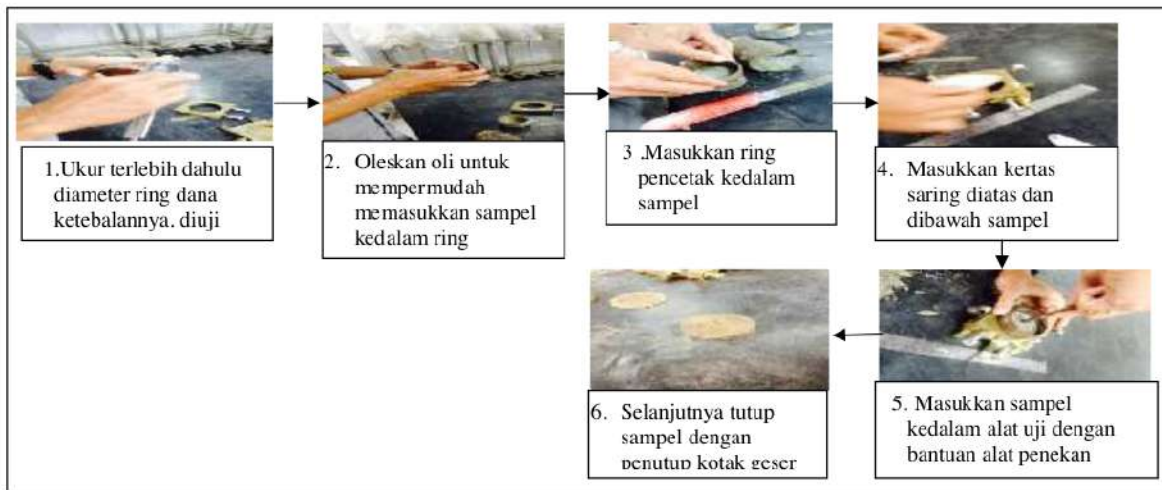 1.Ukur terlebih dahulu
diameter ring dana
ketebalannya. diuji
2. Oleskan oli untuk
mempermudah
memasukkan sampel
kedalam ring
3 .Masukkan ring
pencetak kedalam
sampel
4. Masukkan kertas
saring diatas dan
dibawah sampel
5. Masukkan sampel
kedalam alat uji dengan
bantuan alat penekan
6. Selanjutnya tutup
sampel dengan
penutup kotak geser